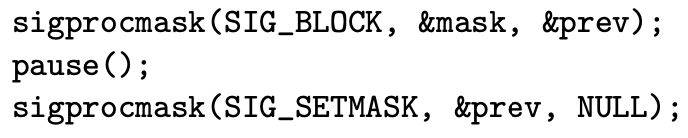 sigprocmask(SIG_BLOCK, &mask, &prev);
pause();
sigprocmask(SIG_SETMASK, &prev, NULL);